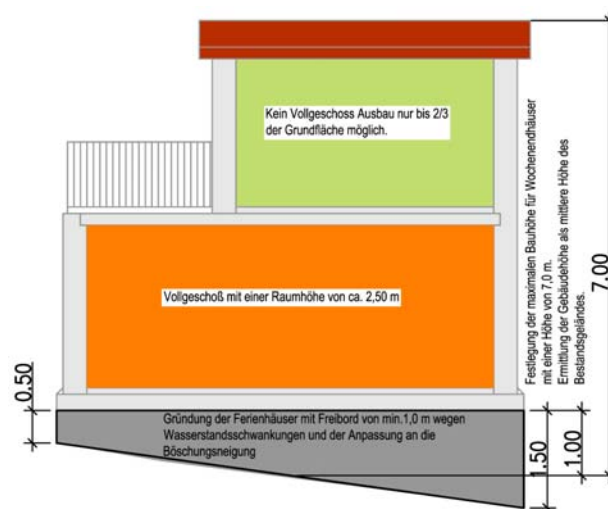 Kein Vollgeschoss Ausbau nur bis 2/3
der Grundfläche möglich.
Vollgeschoß mit einer Raumhöhe von ca. 2,50 m
Gründung der Ferienhäuser mit Freibord von min.1,0 m wegen
Wasserstandsschwankungen und der Anpassung an die
Böschungsneigung
0.50
Festlegung der maximalen Bauhöhe für Wochenendhäuser
mit einer Höhe von 7,0 m.
Ermittlung der Gebäudehöhe als mittlere Höhe des
Bestandsgeländes.
7.00
1.50
1.00